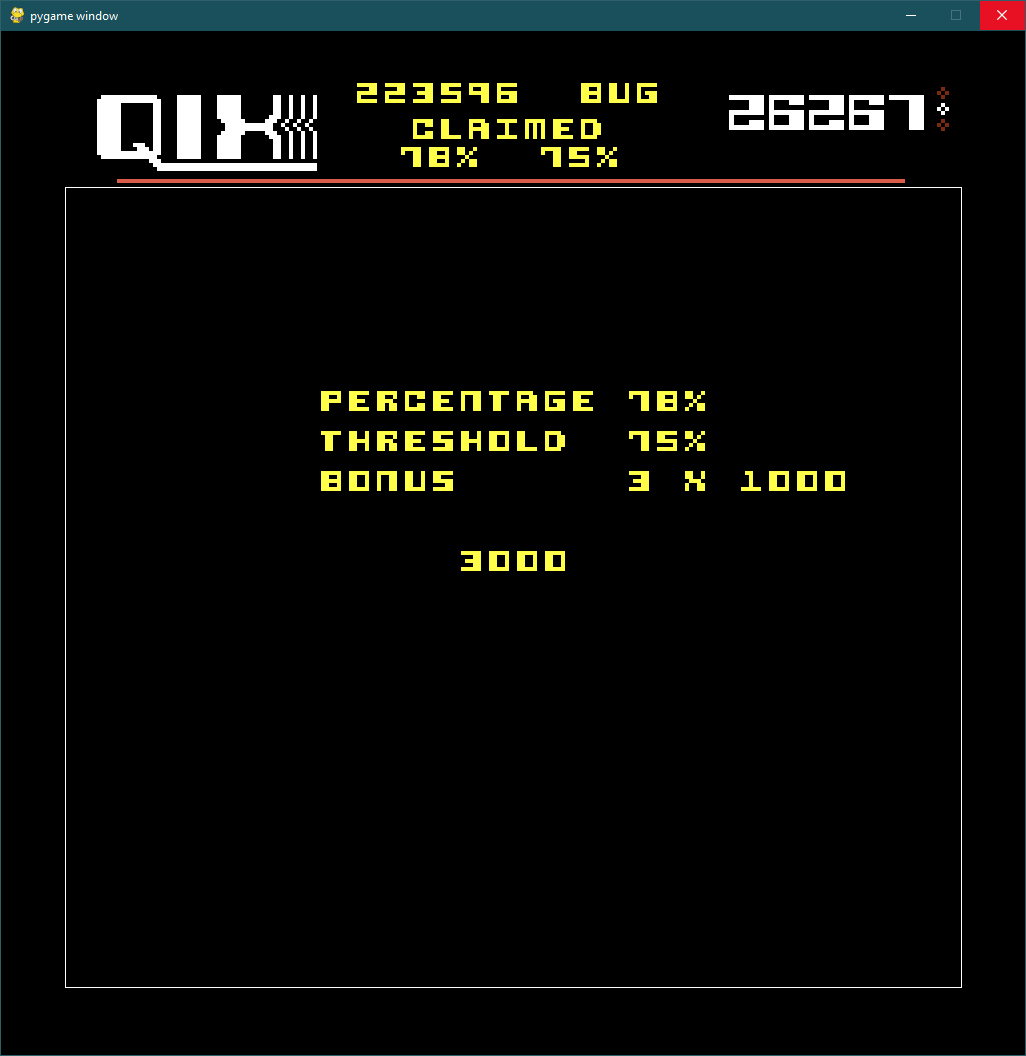 pygame window
QIX
223596 BUG
26267
CLAIMED
78% 75%
PERCENTAGE 78%
THRESHOLD 75%
BONUS 3 X 1000
3000